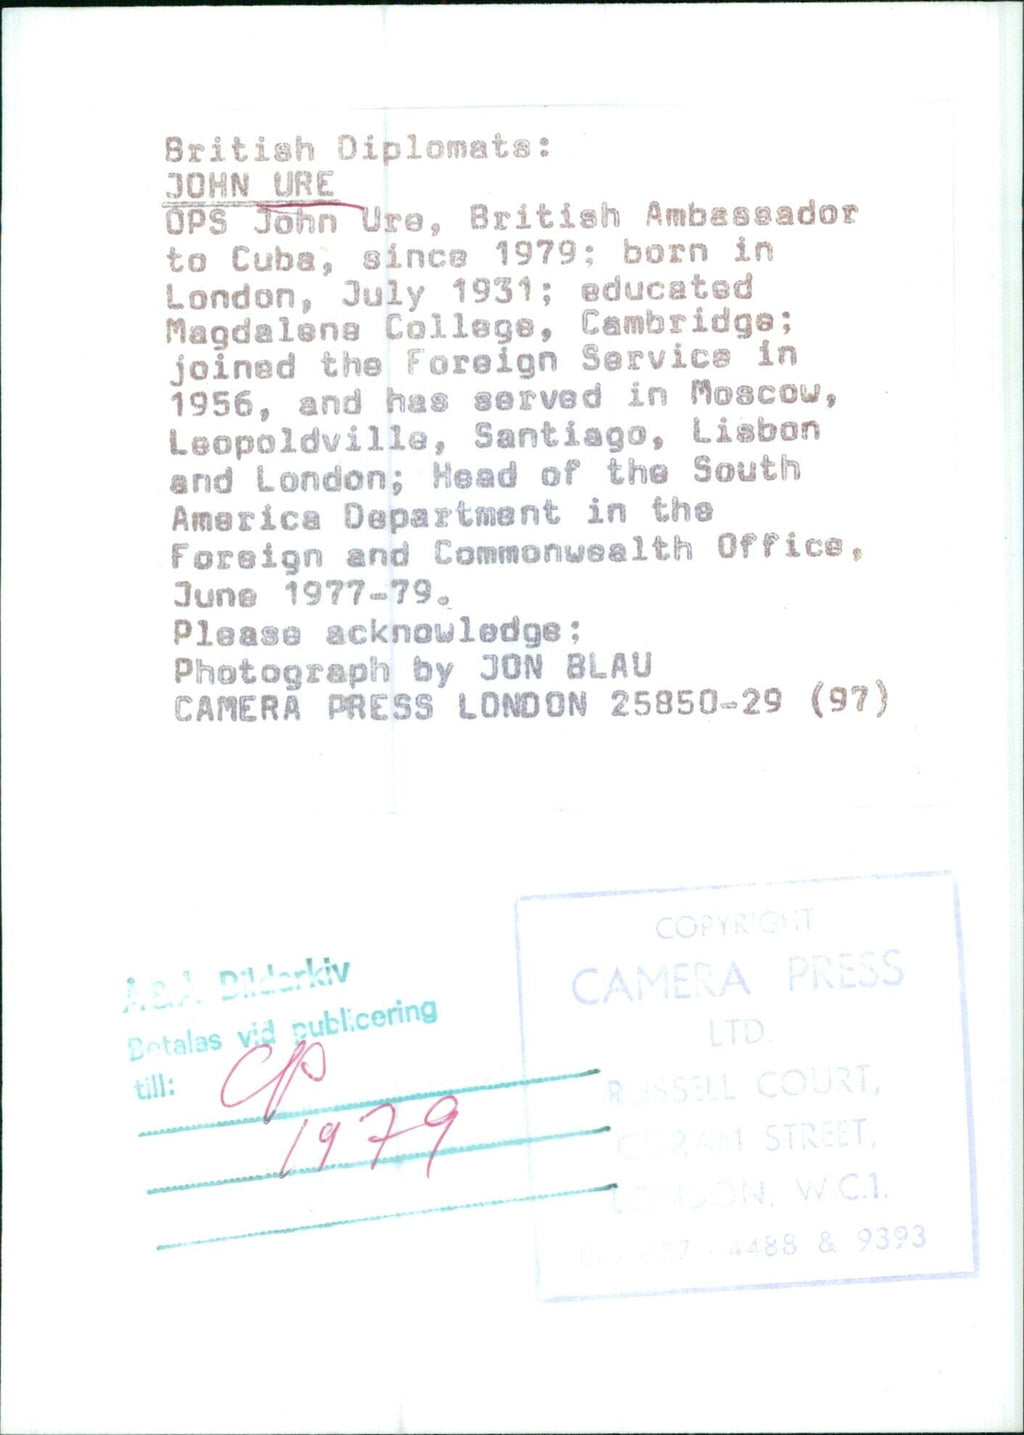 British Diplomats:
JOHN URE
OPS John Ure, British Ambassador
to Cuba, since 1979; born in
London, July 1931; educated
Magdalene College, Cambridge;
joined the Foreign Service in
1956, and has served in Moscow,
Leopoldville, Santiago, Lisbon
and London; Head of the South
America Department in the
Foreign and Commonwealth Office,
June 1977-79.
Please acknowledge:
Photograph by JON BLAU
CAMERA PRESS LONDON 25850-29 (97)
COPYRIGHT
CAMERA PRESS
LTD.
RUSSELL COURT,
CORAM STREET,
LONDON, W.C.1.
4488 & 9393
Å & Å Bildarkiv
Betalas vid publicering
till:
CP
1979